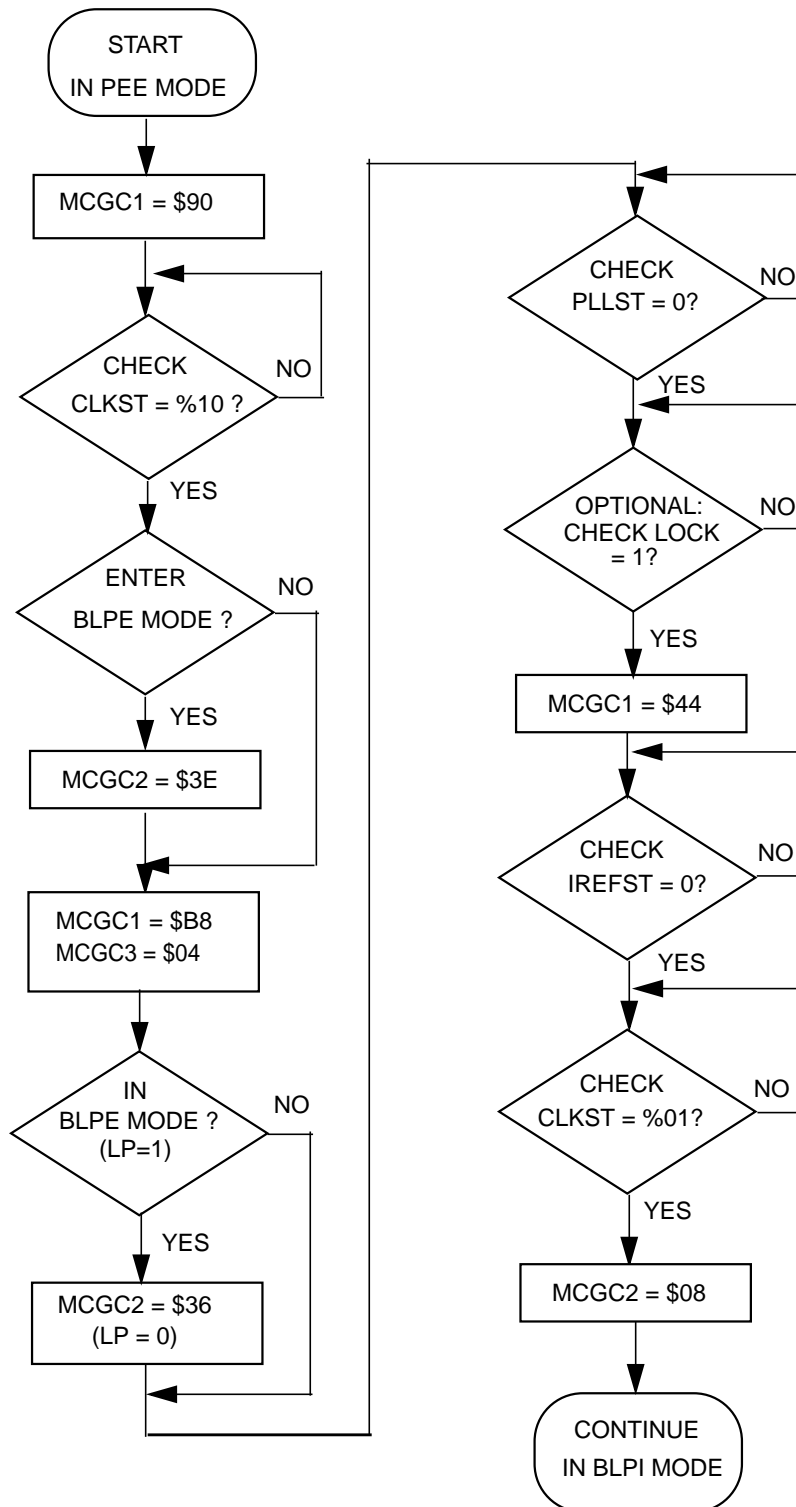 START
IN PEE MODE
MCGC1 = $90
CHECK
CLKST = %10 ?
NO
YES
ENTER
BLPE MODE ?
NO
YES
MCGC2 = $3E
MCGC1 = $B8
MCGC3 = $04
IN
BLPE MODE ?
(LP=1)
NO
YES
MCGC2 = $36
(LP = 0)
CHECK
PLLST = 0?
NO
YES
OPTIONAL:
CHECK LOCK
= 1?
NO
YES
MCGC1 = $44
CHECK
IREFST = 0?
NO
YES
CHECK
CLKST = %01?
NO
YES
MCGC2 = $08
CONTINUE
IN BLPI MODE